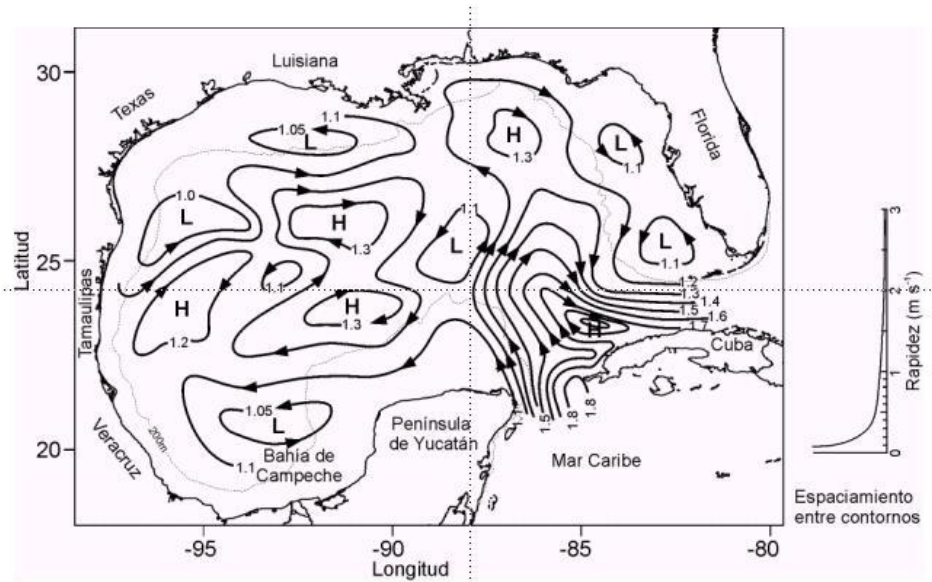 30
25
20
Latitud
-95
-90
-85
-80
Longitud
Luisiana
Texas
Florida
Tamaulipas
Veracruz
200m
Bahía de
Campeche
Península
de Yucatán
Mar Caribe
Cuba
1.1
1.05
L
H
1.3
L
1.1
1.0
L
H
1.3
1.1
L
L
1.1
1.1
H
1.2
H
1.3
1.3
1.4
1.5
1.6
1.7
H
1.05
L
1.1
1.1
1.5
1.8
1.8
3
2
1
0
Rapidez (m s⁻¹)
Espaciamiento
entre contornos